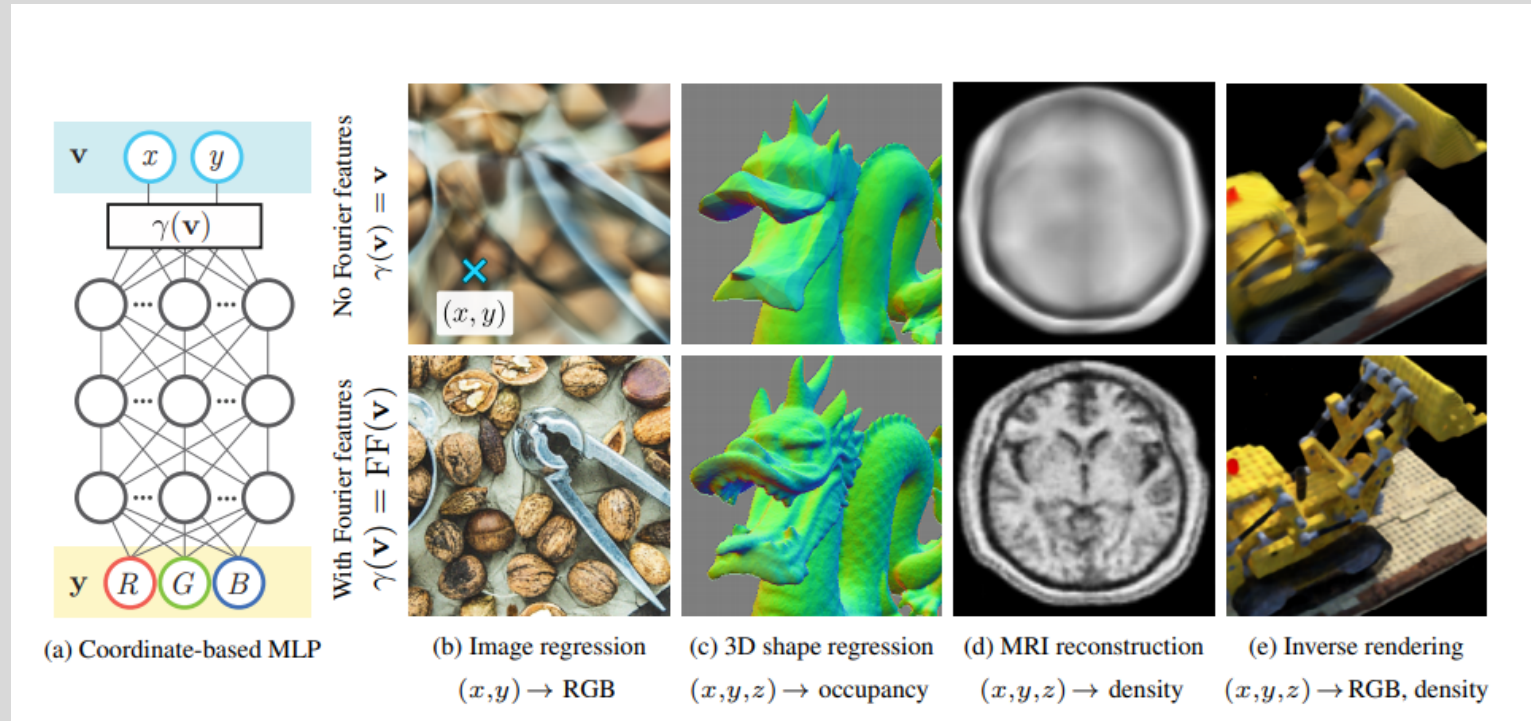 v x y
γ(v)
... ...
... ...
... ...
y R G B
(a) Coordinate-based MLP
No Fourier features
γ(v) = v
With Fourier features
γ(v) = FF(v)
(x, y)
(b) Image regression
(x,y) → RGB
(c) 3D shape regression
(x,y,z) → occupancy
(d) MRI reconstruction
(x,y,z) → density
(e) Inverse rendering
(x,y,z) → RGB, density